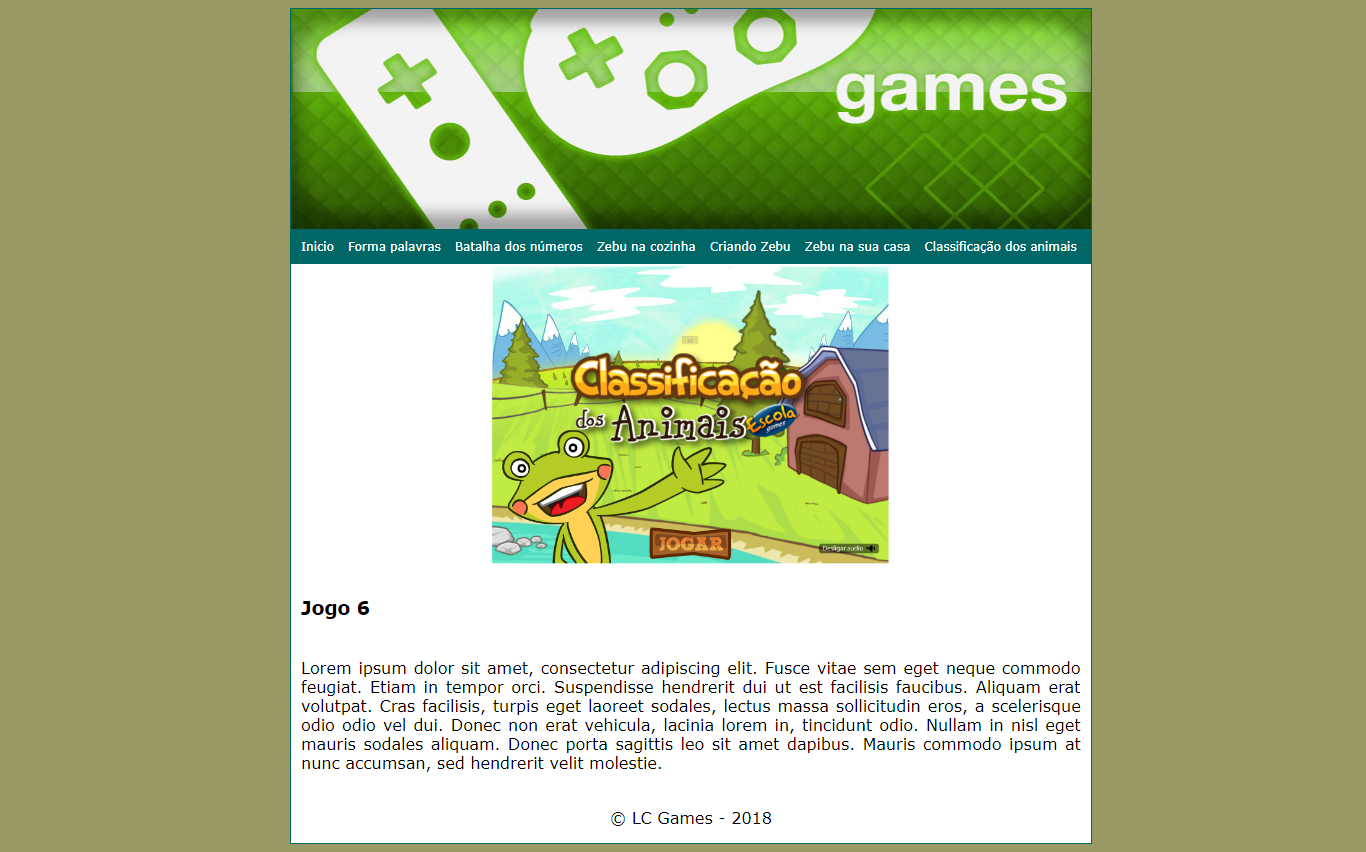 games
Inicio Forma palavras Batalha dos números Zebu na cozinha Criando Zebu Zebu na sua casa Classificação dos animais
Classificação
dos Animais Escola
games
JOGAR
Desligar audio
Jogo 6
Lorem ipsum dolor sit amet, consectetur adipiscing elit. Fusce vitae sem eget neque commodo
feugiat. Etiam in tempor orci. Suspendisse hendrerit dui ut est facilisis faucibus. Aliquam erat
volutpat. Cras facilisis, turpis eget laoreet sodales, lectus massa sollicitudin eros, a scelerisque
odio odio vel dui. Donec non erat vehicula, lacinia lorem in, tincidunt odio. Nullam in nisl eget
mauris sodales aliquam. Donec porta sagittis leo sit amet dapibus. Mauris commodo ipsum at
nunc accumsan, sed hendrerit velit molestie.
© LC Games - 2018